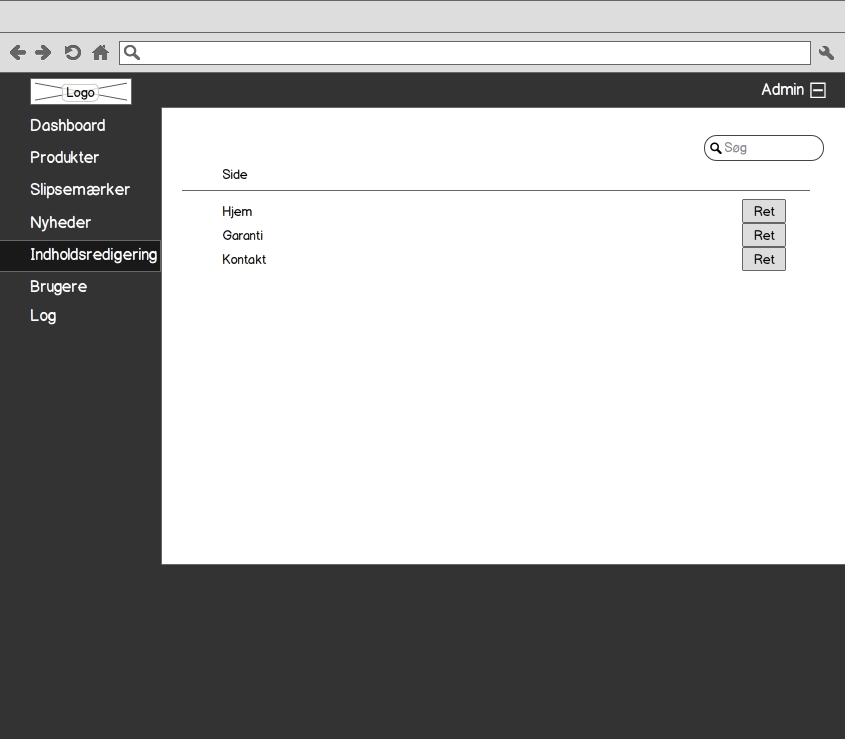 Logo
Admin
Dashboard
Produkter
Slipsemærker
Nyheder
Indholdsredigering
Brugere
Log
Søg
Side
Hjem Ret
Garanti Ret
Kontakt Ret